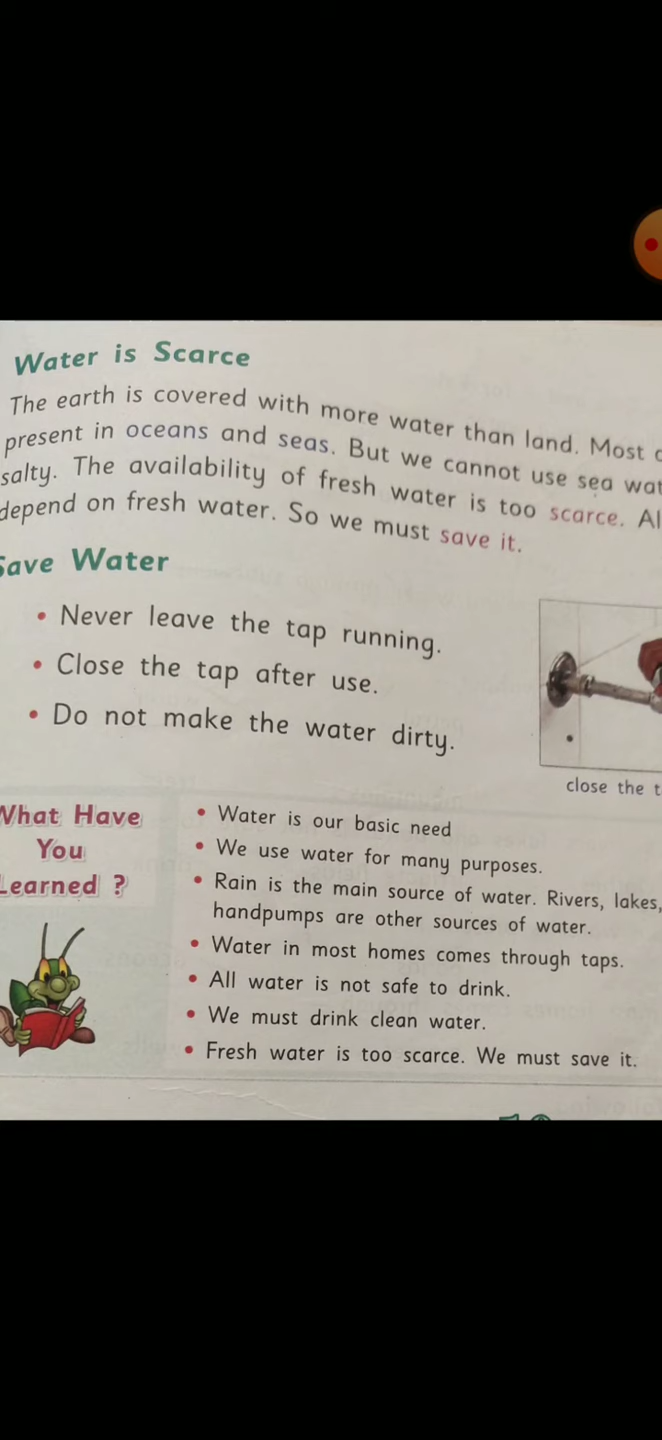 Water is Scarce
The earth is covered with more water than land. Most
present in oceans and seas. But we cannot use sea
salty. The availability of fresh water is too scarce.
depend on fresh water. So we must save it.
Save Water
• Never leave the tap running.
• Close the tap after use.
• Do not make the water dirty.
close the
What Have
You
Learned ?
• Water is our basic need
• We use water for many purposes.
• Rain is the main source of water. Rivers, lakes,
handpumps are other sources of water.
• Water in most homes comes through taps.
• All water is not safe to drink.
• We must drink clean water.
• Fresh water is too scarce. We must save it.